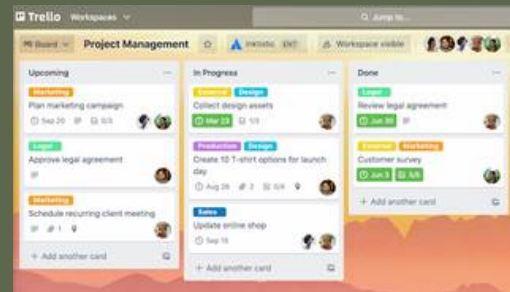 Trello
Workspaces
Jump to...
Board
Project Management
ENT
Workspace visible
Upcoming
Marketing
Plan marketing campaign
Sep 20
0/3
Legal
Approve legal agreement
Marketing
Schedule recurring client meeting
1
+ Add another card
In Progress
External Design
Collect design assets
Mar 23
1/3
Production Design
Create 10 T-shirt options for launch
day
Aug 28 2 0/4
Sales
Update online shop
Sep 15
+ Add another card
Done
Legal
Review legal agreement
Jun 30
External Marketing
Customer survey
Jun 3 5/5
+ Add another card